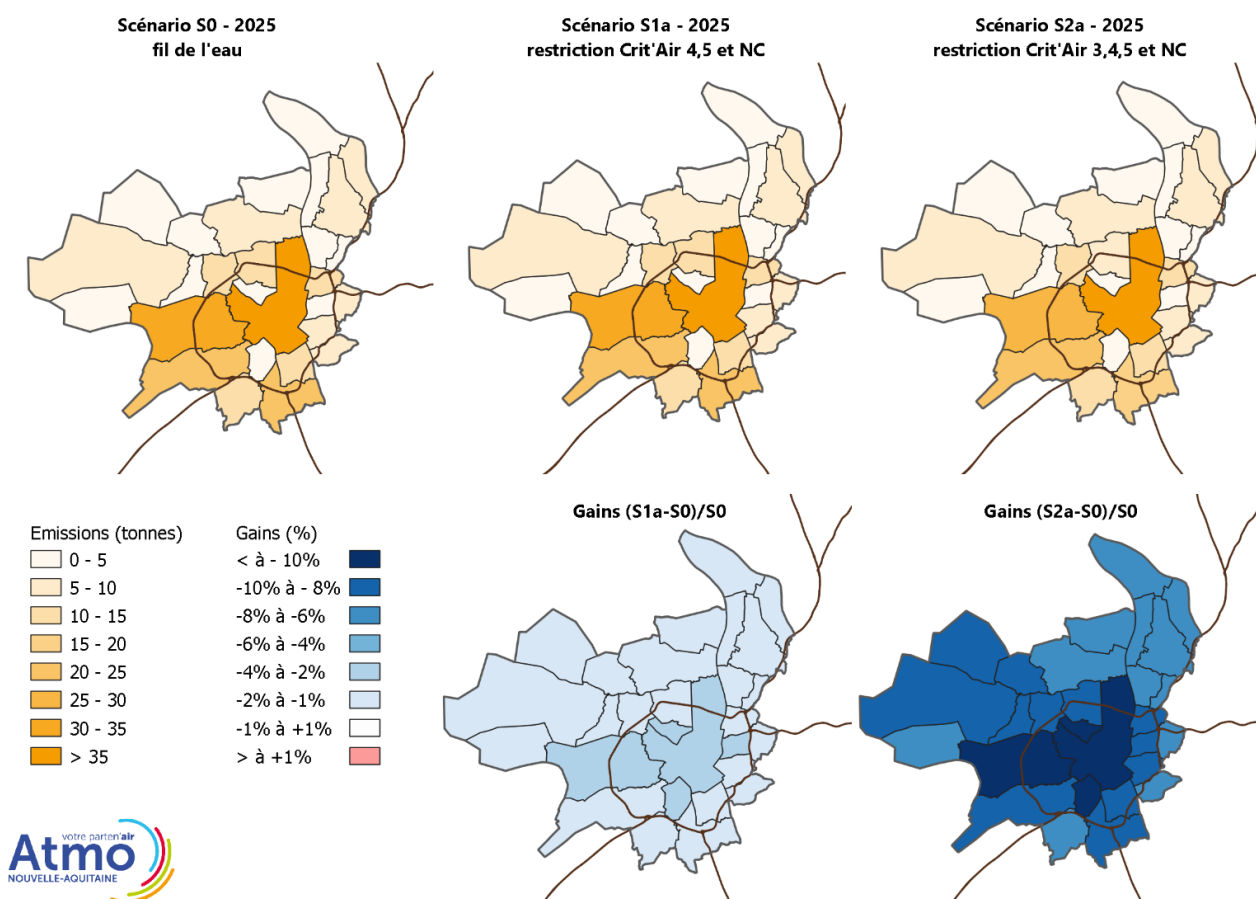 Scénario S0 - 2025
fil de l'eau
Scénario S1a - 2025
restriction Crit'Air 4,5 et NC
Scénario S2a - 2025
restriction Crit'Air 3,4,5 et NC
Emissions (tonnes)
0 - 5
5 - 10
10 - 15
15 - 20
20 - 25
25 - 30
30 - 35
> 35
Gains (%)
< à - 10%
-10% à - 8%
-8% à -6%
-6% à -4%
-4% à -2%
-2% à -1%
-1% à +1%
> à +1%
Gains (S1a-S0)/S0
Gains (S2a-S0)/S0
votre parten'air
Atmo
NOUVELLE-AQUITAINE